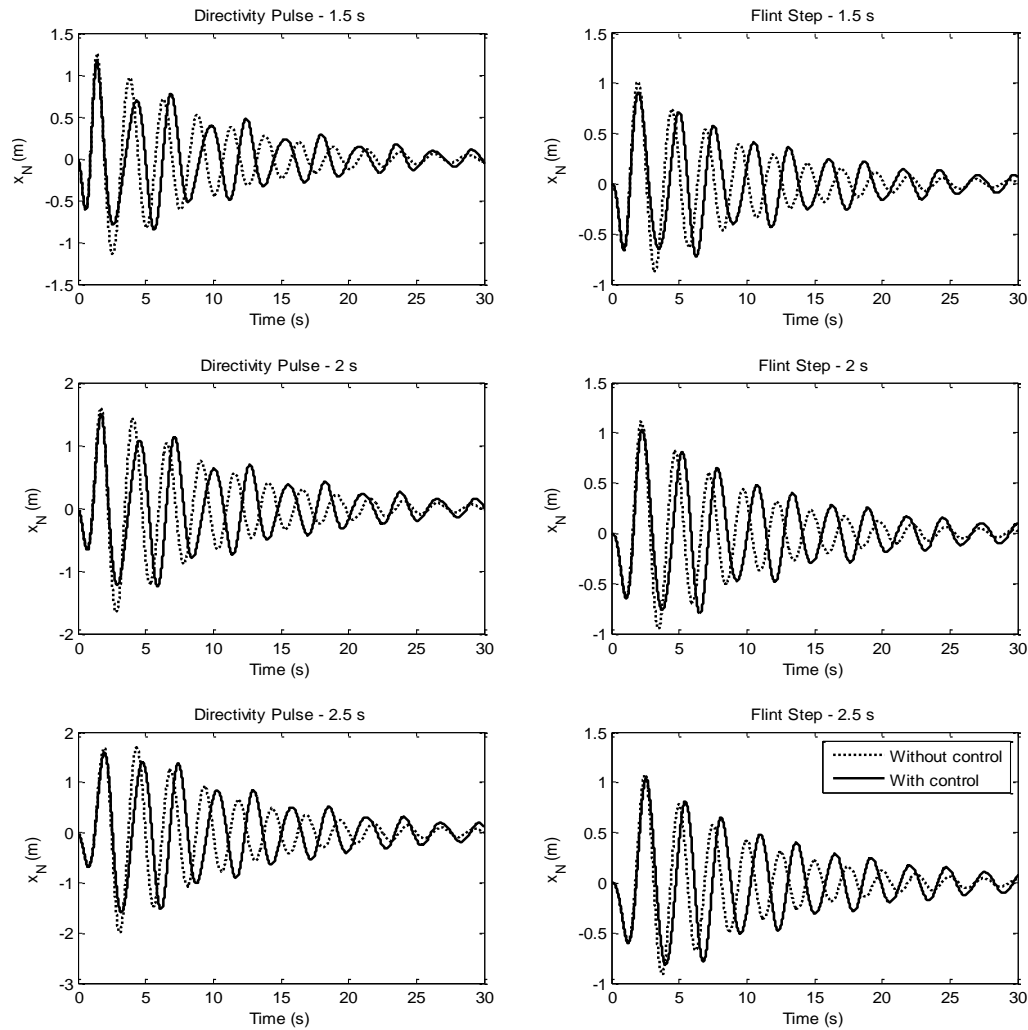 Directivity Pulse - 1.5 s
1.5
1
0.5
0
-0.5
-1
-1.5
x_N (m)
0 5 10 15 20 25 30
Time (s)
Flint Step - 1.5 s
1.5
1
0.5
0
-0.5
-1
x_N (m)
0 5 10 15 20 25 30
Time (s)
Directivity Pulse - 2 s
2
1
0
-1
-2
x_N (m)
0 5 10 15 20 25 30
Time (s)
Flint Step - 2 s
1.5
1
0.5
0
-0.5
-1
x_N (m)
0 5 10 15 20 25 30
Time (s)
Directivity Pulse - 2.5 s
2
1
0
-1
-2
-3
x_N (m)
0 5 10 15 20 25 30
Time (s)
Flint Step - 2.5 s
1.5
1
0.5
0
-0.5
-1
x_N (m)
Without control
With control
0 5 10 15 20 25 30
Time (s)